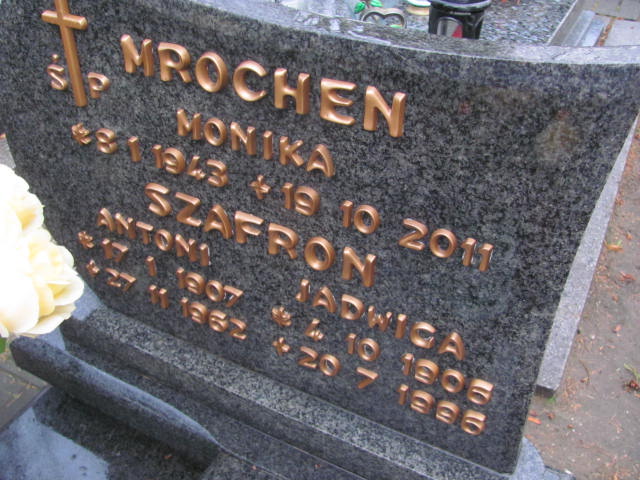 MROCHEN
Ś P
MONIKA
* 8 1 1943 + 19 10 2011
SZAFRON
ANTONI
* 17 1 1907
+ 27 11 1962
JADWIGA
* 4 10 1906
+ 20 7 1996